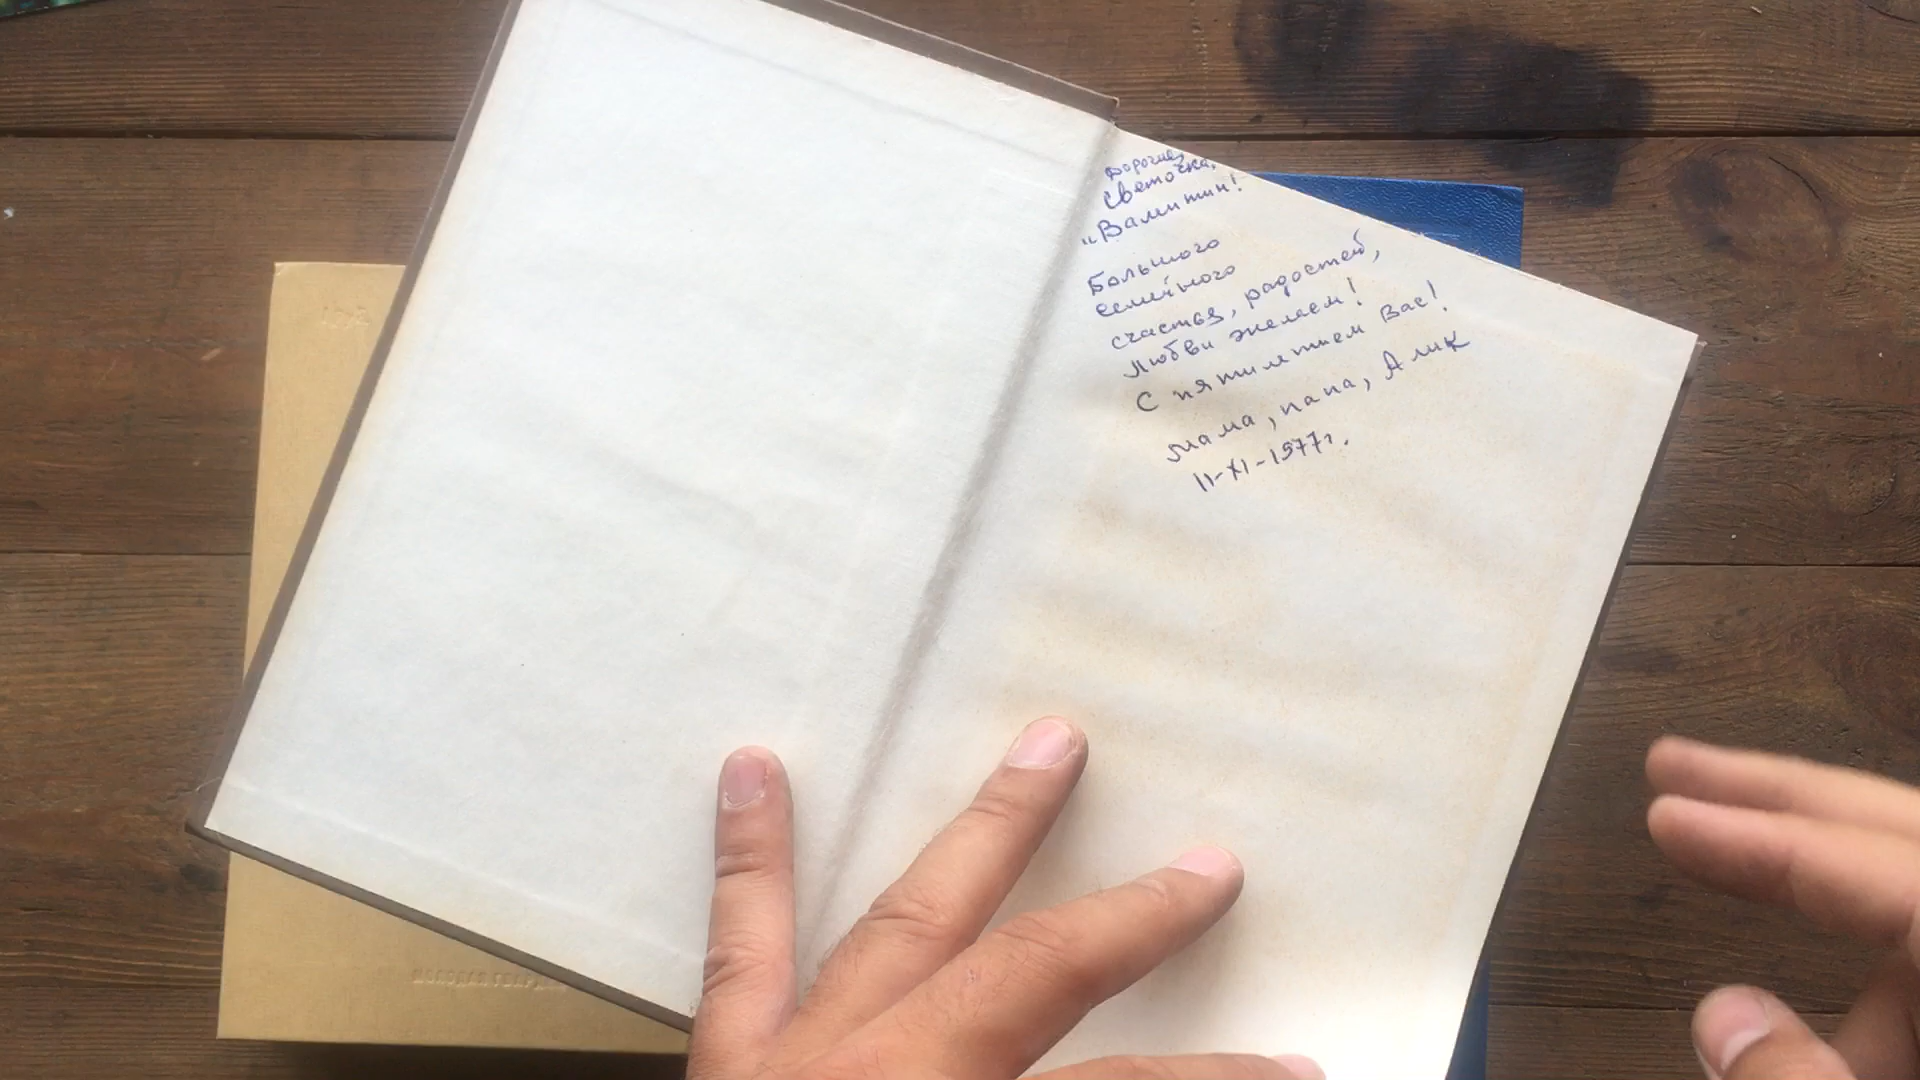 Дорогие
Светочка,
и Валентин!
Большого
семейного
счастья, радостей,
любви желаем!
С пятилетием Вас!
мама, папа, Алик
11-XI-1977г.